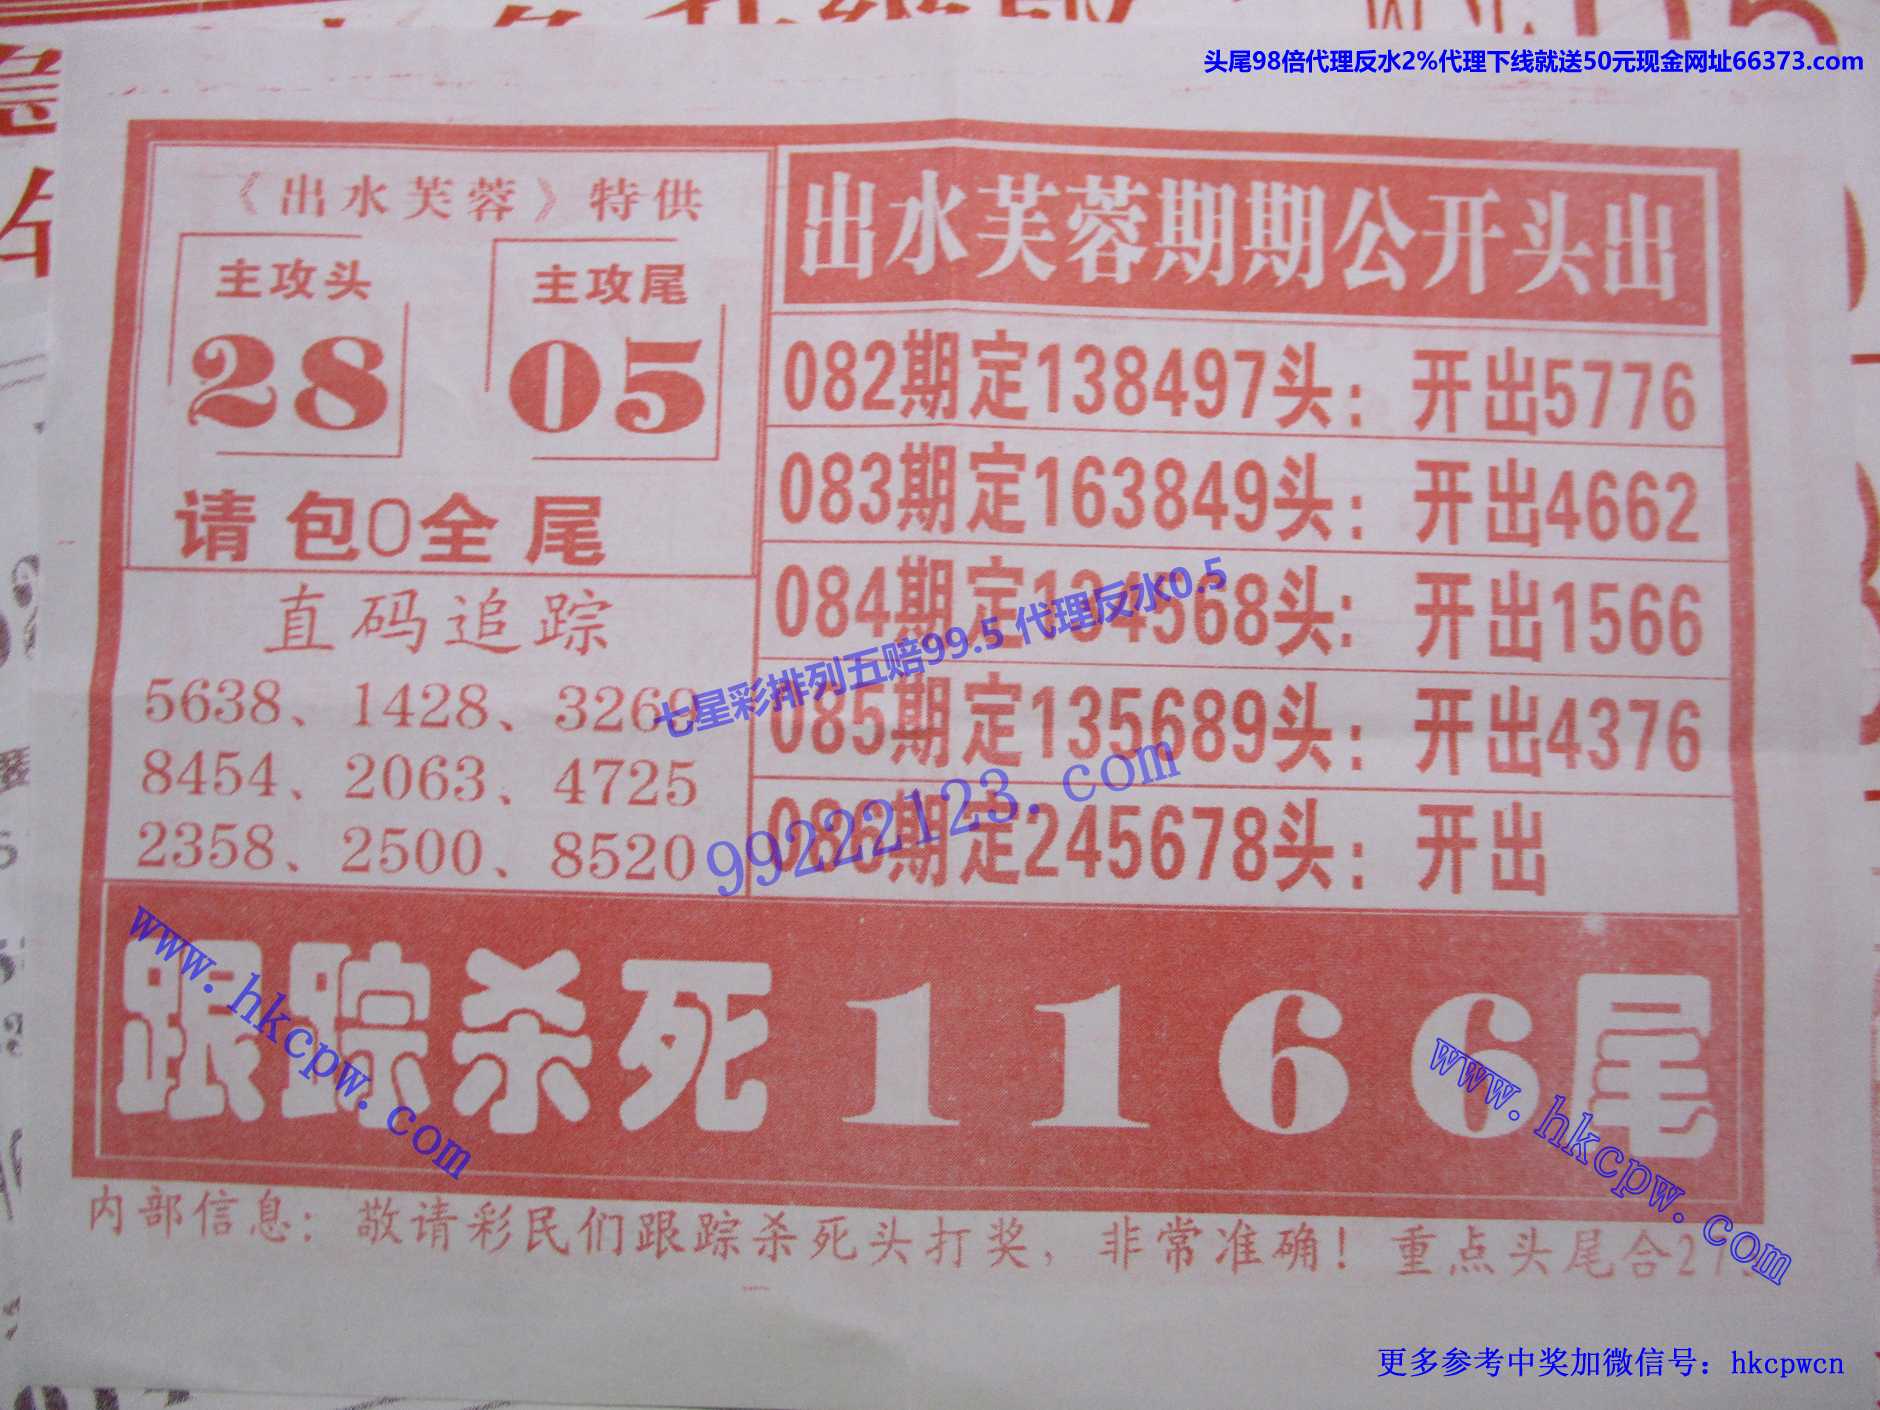 头尾98倍代理反水2%代理下线就送50元现金网址66373.com
《出水芙蓉》特供
主攻头
28
主攻尾
05
请包0全尾
直码追踪
5638、1428、326
8454、2063、4725
2358、2500、8520
出水芙蓉期期公开头出
082期定138497头：开出5776
083期定163849头：开出4662
084期定134568头：开出1566
085期定135689头：开出4376
086期定245678头：开出
七星彩排列五赔99.5 代理反水0.5
99222123.com
跟踪杀死1166尾
www.hkcpw.com
www.hkcpw.com
内部信息：敬请彩民们跟踪杀死头打奖，非常准确！重点头尾合2
更多参考中奖加微信号：hkcpwcn